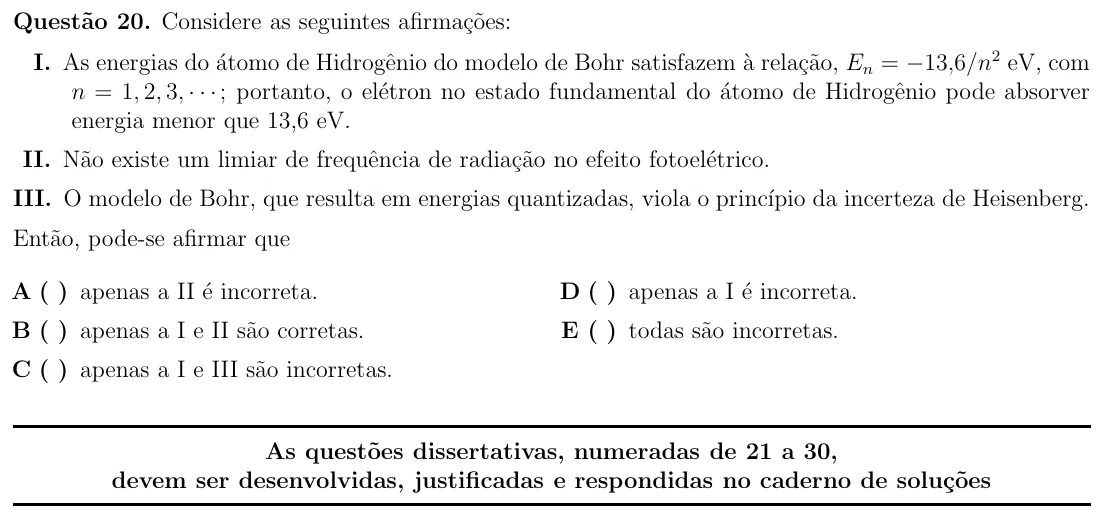 Questão 20. Considere as seguintes afirmações:
I. As energias do átomo de Hidrogênio do modelo de Bohr satisfazem à relação, Eₙ = −13,6/n² eV, com
n = 1, 2, 3, · · ·; portanto, o elétron no estado fundamental do átomo de Hidrogênio pode absorver
energia menor que 13,6 eV.
II. Não existe um limiar de frequência de radiação no efeito fotoelétrico.
III. O modelo de Bohr, que resulta em energias quantizadas, viola o princípio da incerteza de Heisenberg.
Então, pode-se afirmar que
A ( ) apenas a II é incorreta.
B ( ) apenas a I e II são corretas.
C ( ) apenas a I e III são incorretas.
D ( ) apenas a I é incorreta.
E ( ) todas são incorretas.
As questões dissertativas, numeradas de 21 a 30,
devem ser desenvolvidas, justificadas e respondidas no caderno de soluções